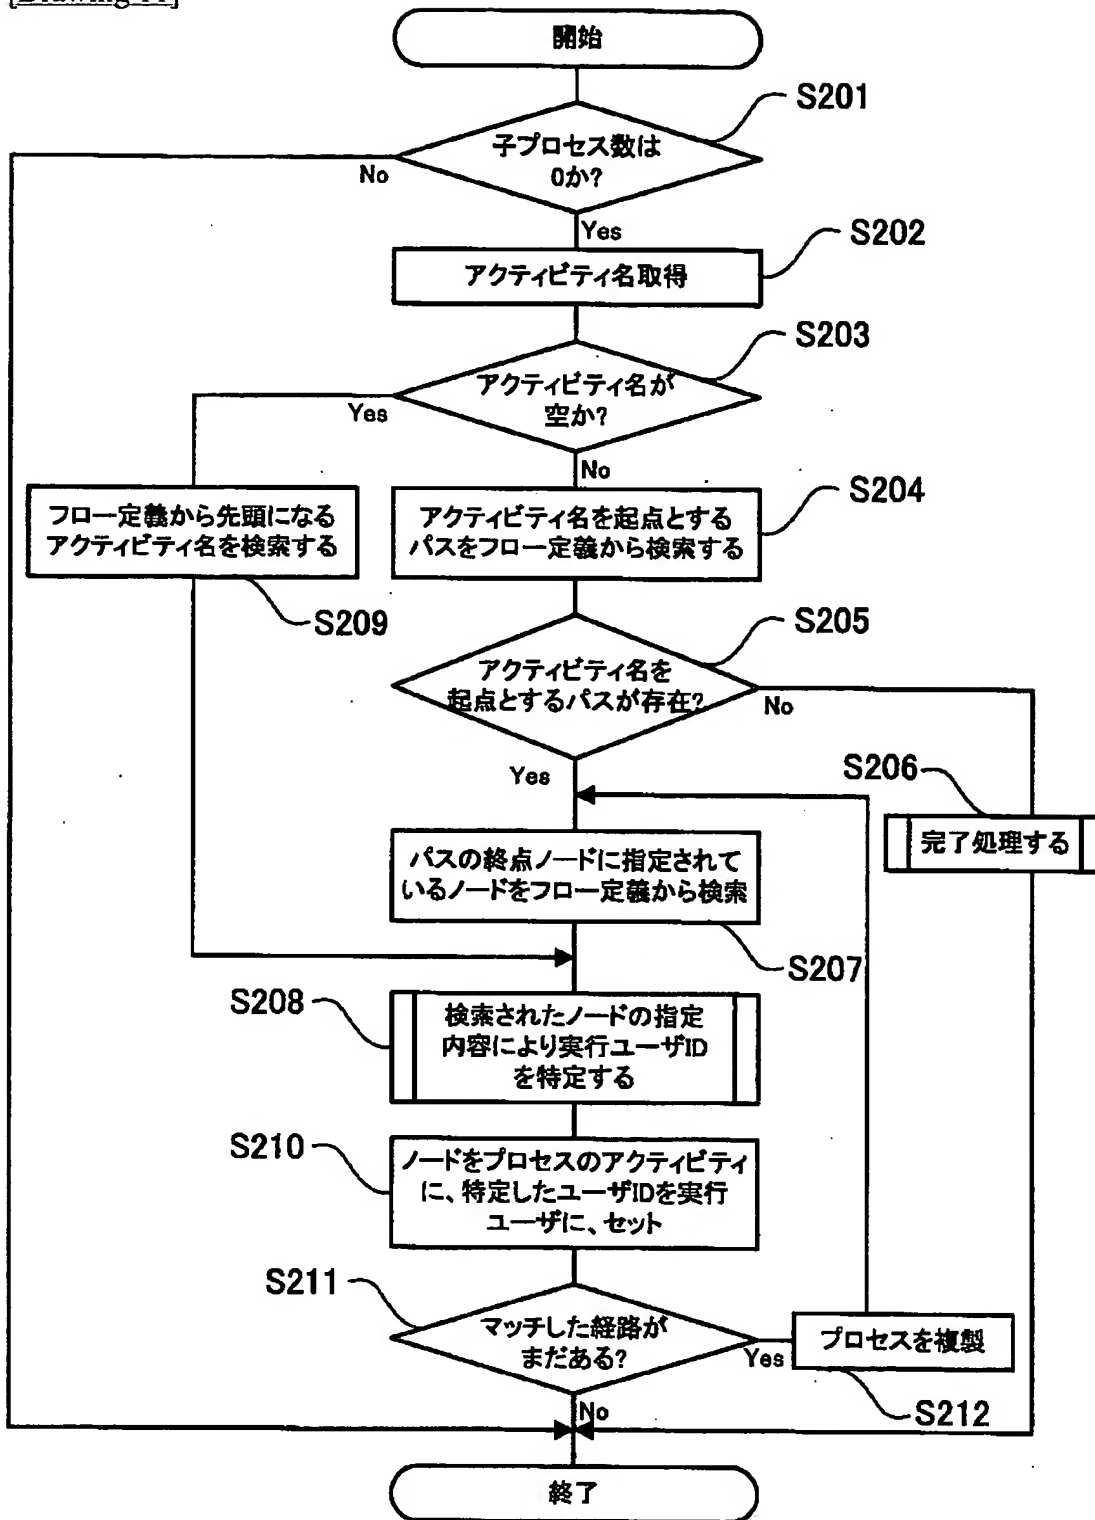 開始
S201
子プロセス数は
0か?
No
Yes
S202
アクティビティ名取得
S203
アクティビティ名が
空か?
Yes
No
S204
フロー定義から先頭になる
アクティビティ名を検索する
アクティビティ名を起点とする
パスをフロー定義から検索する
S209
S205
アクティビティ名を
起点とするパスが存在?
No
Yes
S206
完了処理する
パスの終点ノードに指定されて
いるノードをフロー定義から検索
S207
S208
検索されたノードの指定
内容により実行ユーザID
を特定する
S210
ノードをプロセスのアクティビティ
に、特定したユーザIDを実行
ユーザに、セット
S211
マッチした経路が
まだある?
Yes
プロセスを複製
No
S212
終了